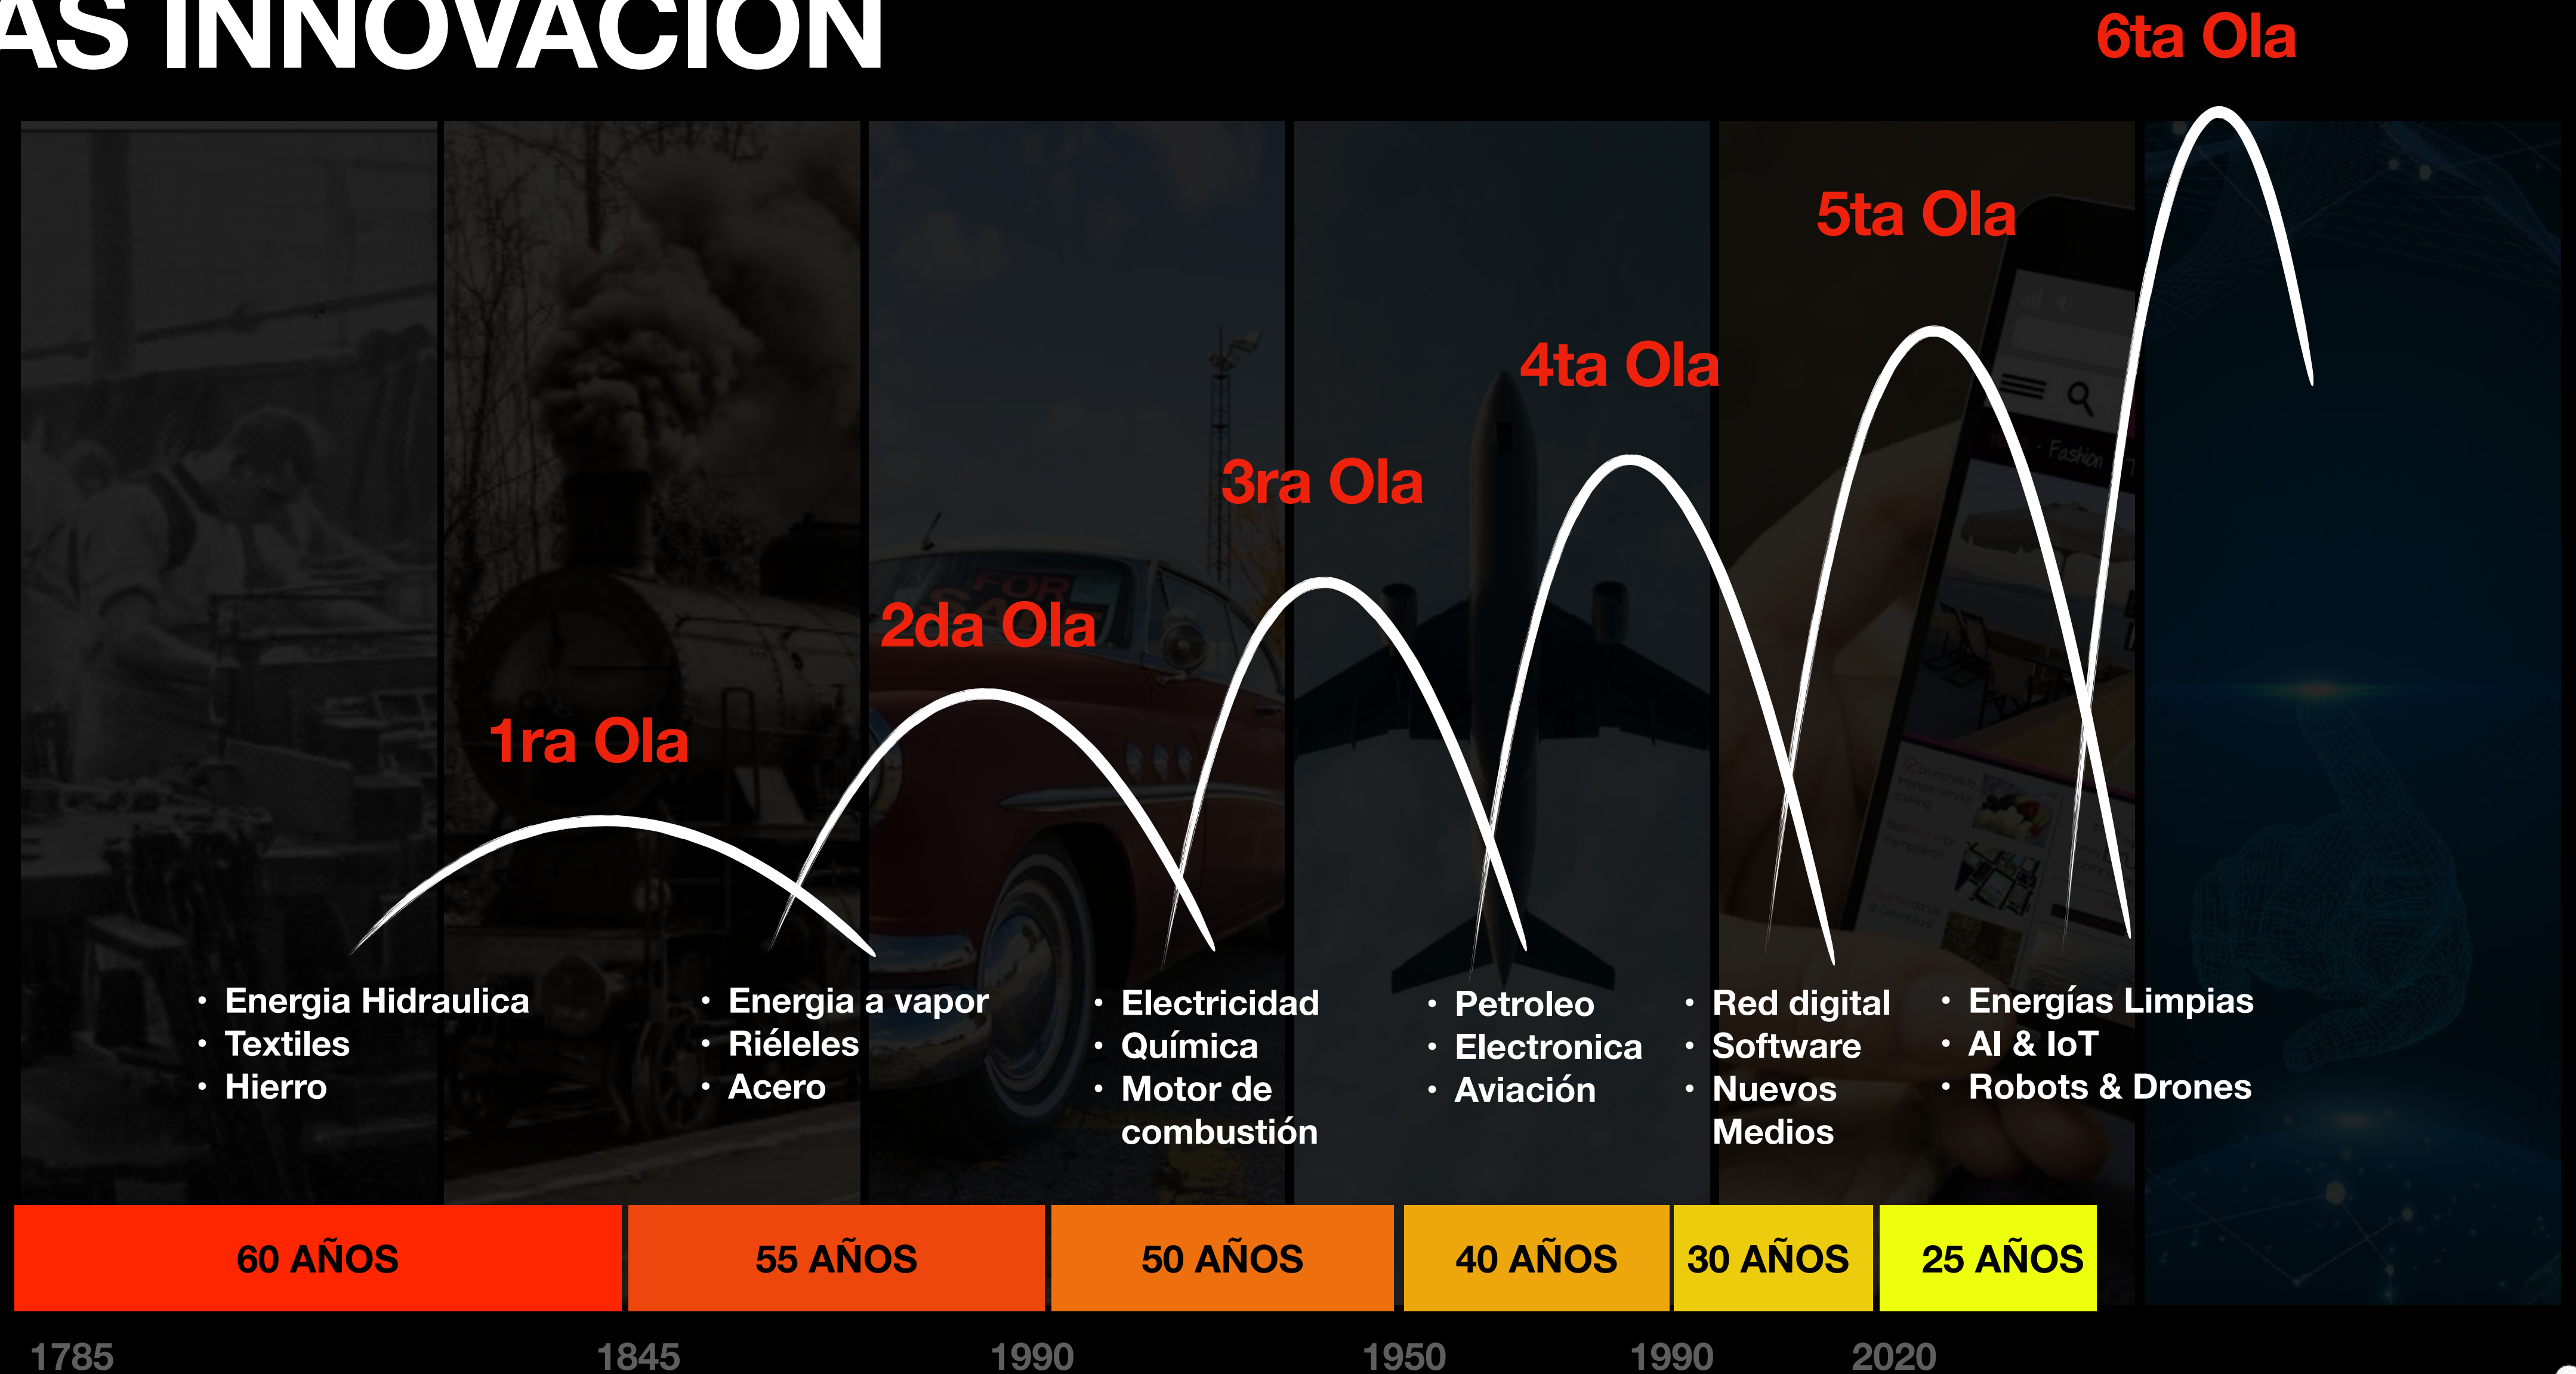 AS INNOVACIÓN
6ta Ola
5ta Ola
4ta Ola
3ra Ola
2da Ola
1ra Ola
FOR
Fashion
• Energia Hidraulica
• Textiles
• Hierro
• Energia a vapor
• Riéleles
• Acero
• Electricidad
• Química
• Motor de
combustión
• Petroleo
• Electronica
• Aviación
• Red digital
• Software
• Nuevos
Medios
• Energías Limpias
• AI & IoT
• Robots & Drones
60 AÑOS
55 AÑOS
50 AÑOS
40 AÑOS
30 AÑOS
25 AÑOS
1785
1845
1990
1950
1990
2020